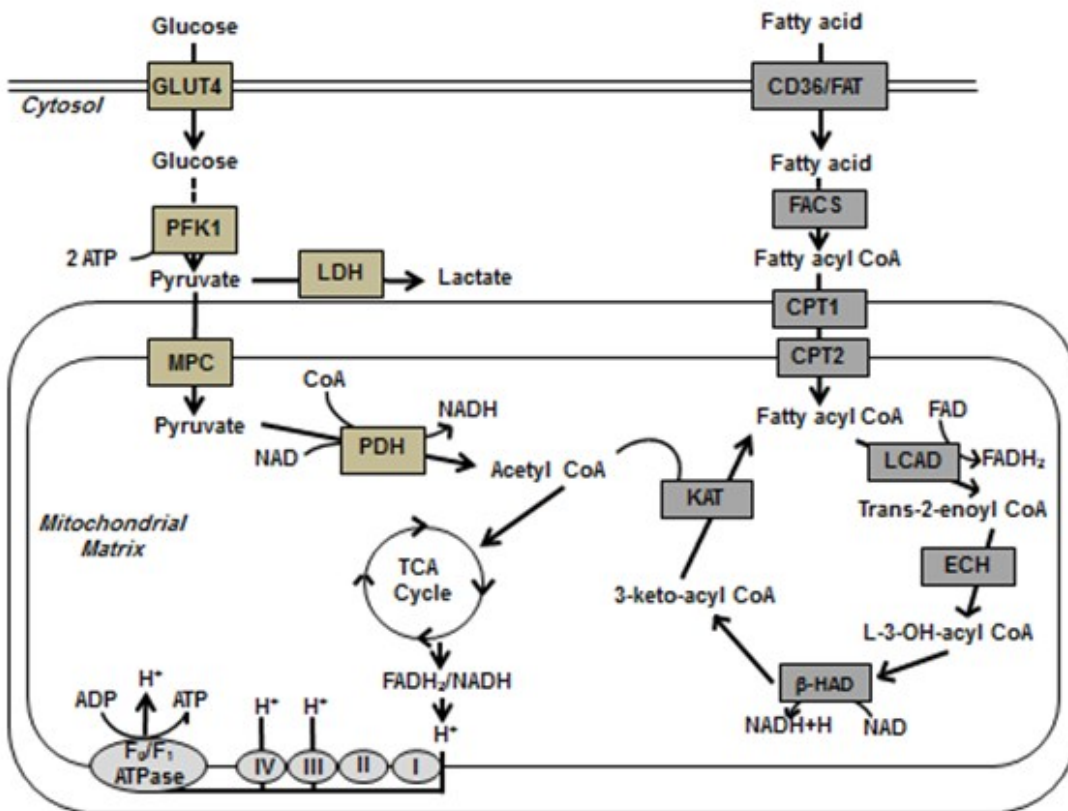 Glucose
Fatty acid
GLUT4
CD36/FAT
Cytosol
Glucose
Fatty acid
PFK1
FACS
2 ATP
Pyruvate
LDH
Lactate
Fatty acyl CoA
CPT1
MPC
CPT2
CoA
NADH
Pyruvate
Fatty acyl CoA
FAD
NAD
PDH
Acetyl CoA
LCAD
FADH₂
KAT
Trans-2-enoyl CoA
Mitochondrial
Matrix
TCA
Cycle
ECH
3-keto-acyl CoA
L-3-OH-acyl CoA
FADH₂/NADH
β-HAD
NADH+H
NAD
H⁺
ADP
ATP
H⁺
H⁺
H⁺
F₀/F₁
ATPase
IV
III
II
I